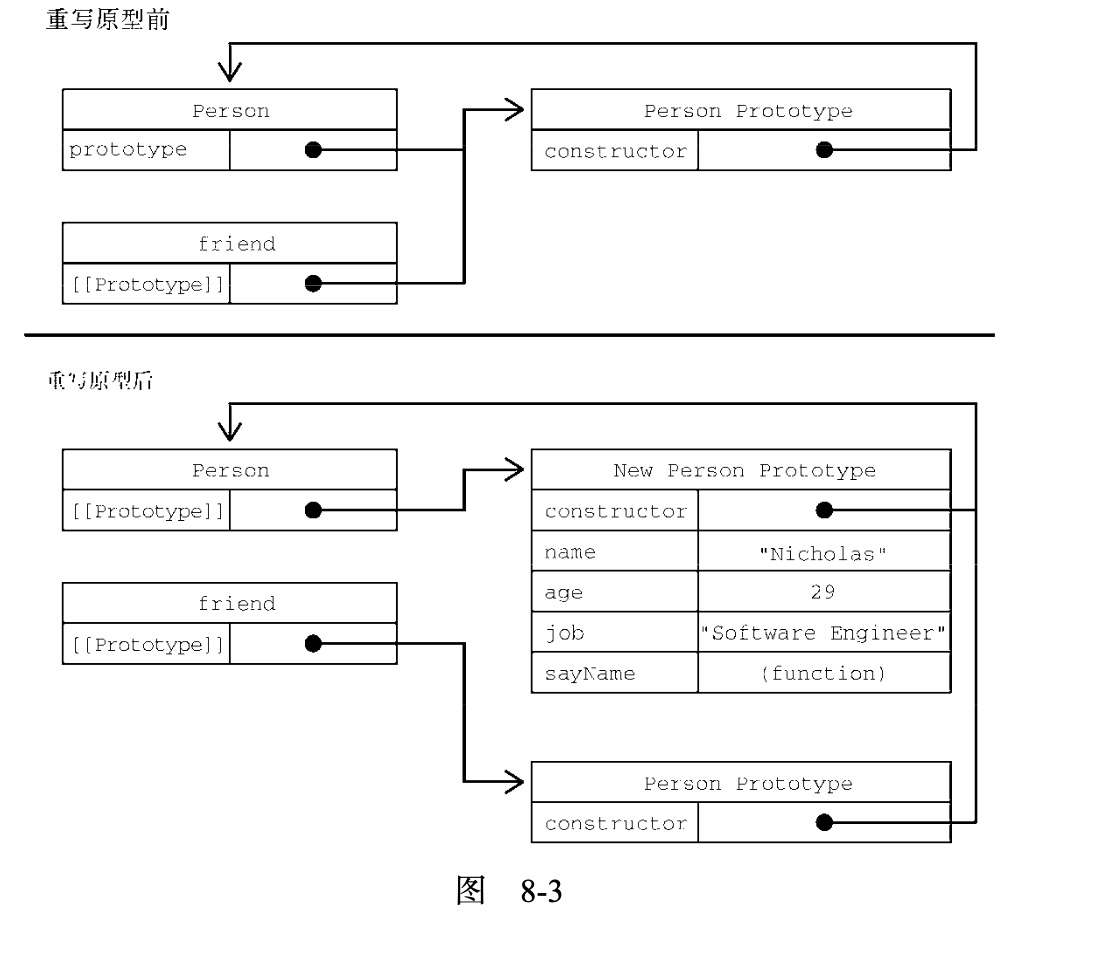 重写原型前
Person
Person Prototype
prototype
constructor
friend
[[Prototype]]
重写原型后
Person
New Person Prototype
[[Prototype]]
constructor
name
"Nicholas"
age
29
friend
job
"Software Engineer"
[[Prototype]]
sayName
(function)
Person Prototype
constructor
图 8-3